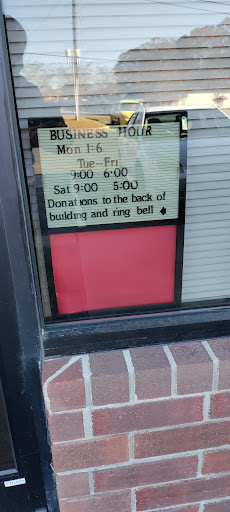 BUSINESS HOUR
Mon 1-6
Tue-Fri
9:00 6:00
Sat 9:00 5:00
Donations to the back of
building and ring bell